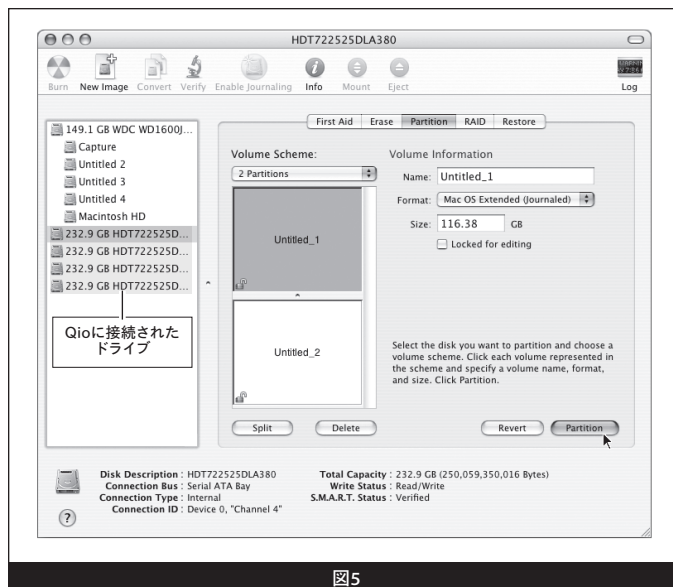 HDT722525DLA380
Burn New Image Convert Verify Enable Journaling Info Mount Eject Log
149.1 GB WDC WD1600J...
Capture
Untitled 2
Untitled 3
Untitled 4
Macintosh HD
232.9 GB HDT722525D...
232.9 GB HDT722525D...
232.9 GB HDT722525D...
232.9 GB HDT722525D...
Qioに接続された
ドライブ
First Aid Erase Partition RAID Restore
Volume Scheme:
2 Partitions
Untitled_1
Untitled_2
Split Delete
Volume Information
Name: Untitled_1
Format: Mac OS Extended (Journaled)
Size: 116.38 GB
Locked for editing
Select the disk you want to partition and choose a
volume scheme. Click each volume represented in
the scheme and specify a volume name, format,
and size. Click Partition.
Revert Partition
Disk Description : HDT722525DLA380
Connection Bus : Serial ATA Bay
Connection Type : Internal
Connection ID : Device 0, "Channel 4"
Total Capacity : 232.9 GB (250,059,350,016 Bytes)
Write Status : Read/Write
S.M.A.R.T. Status : Verified
?
図5